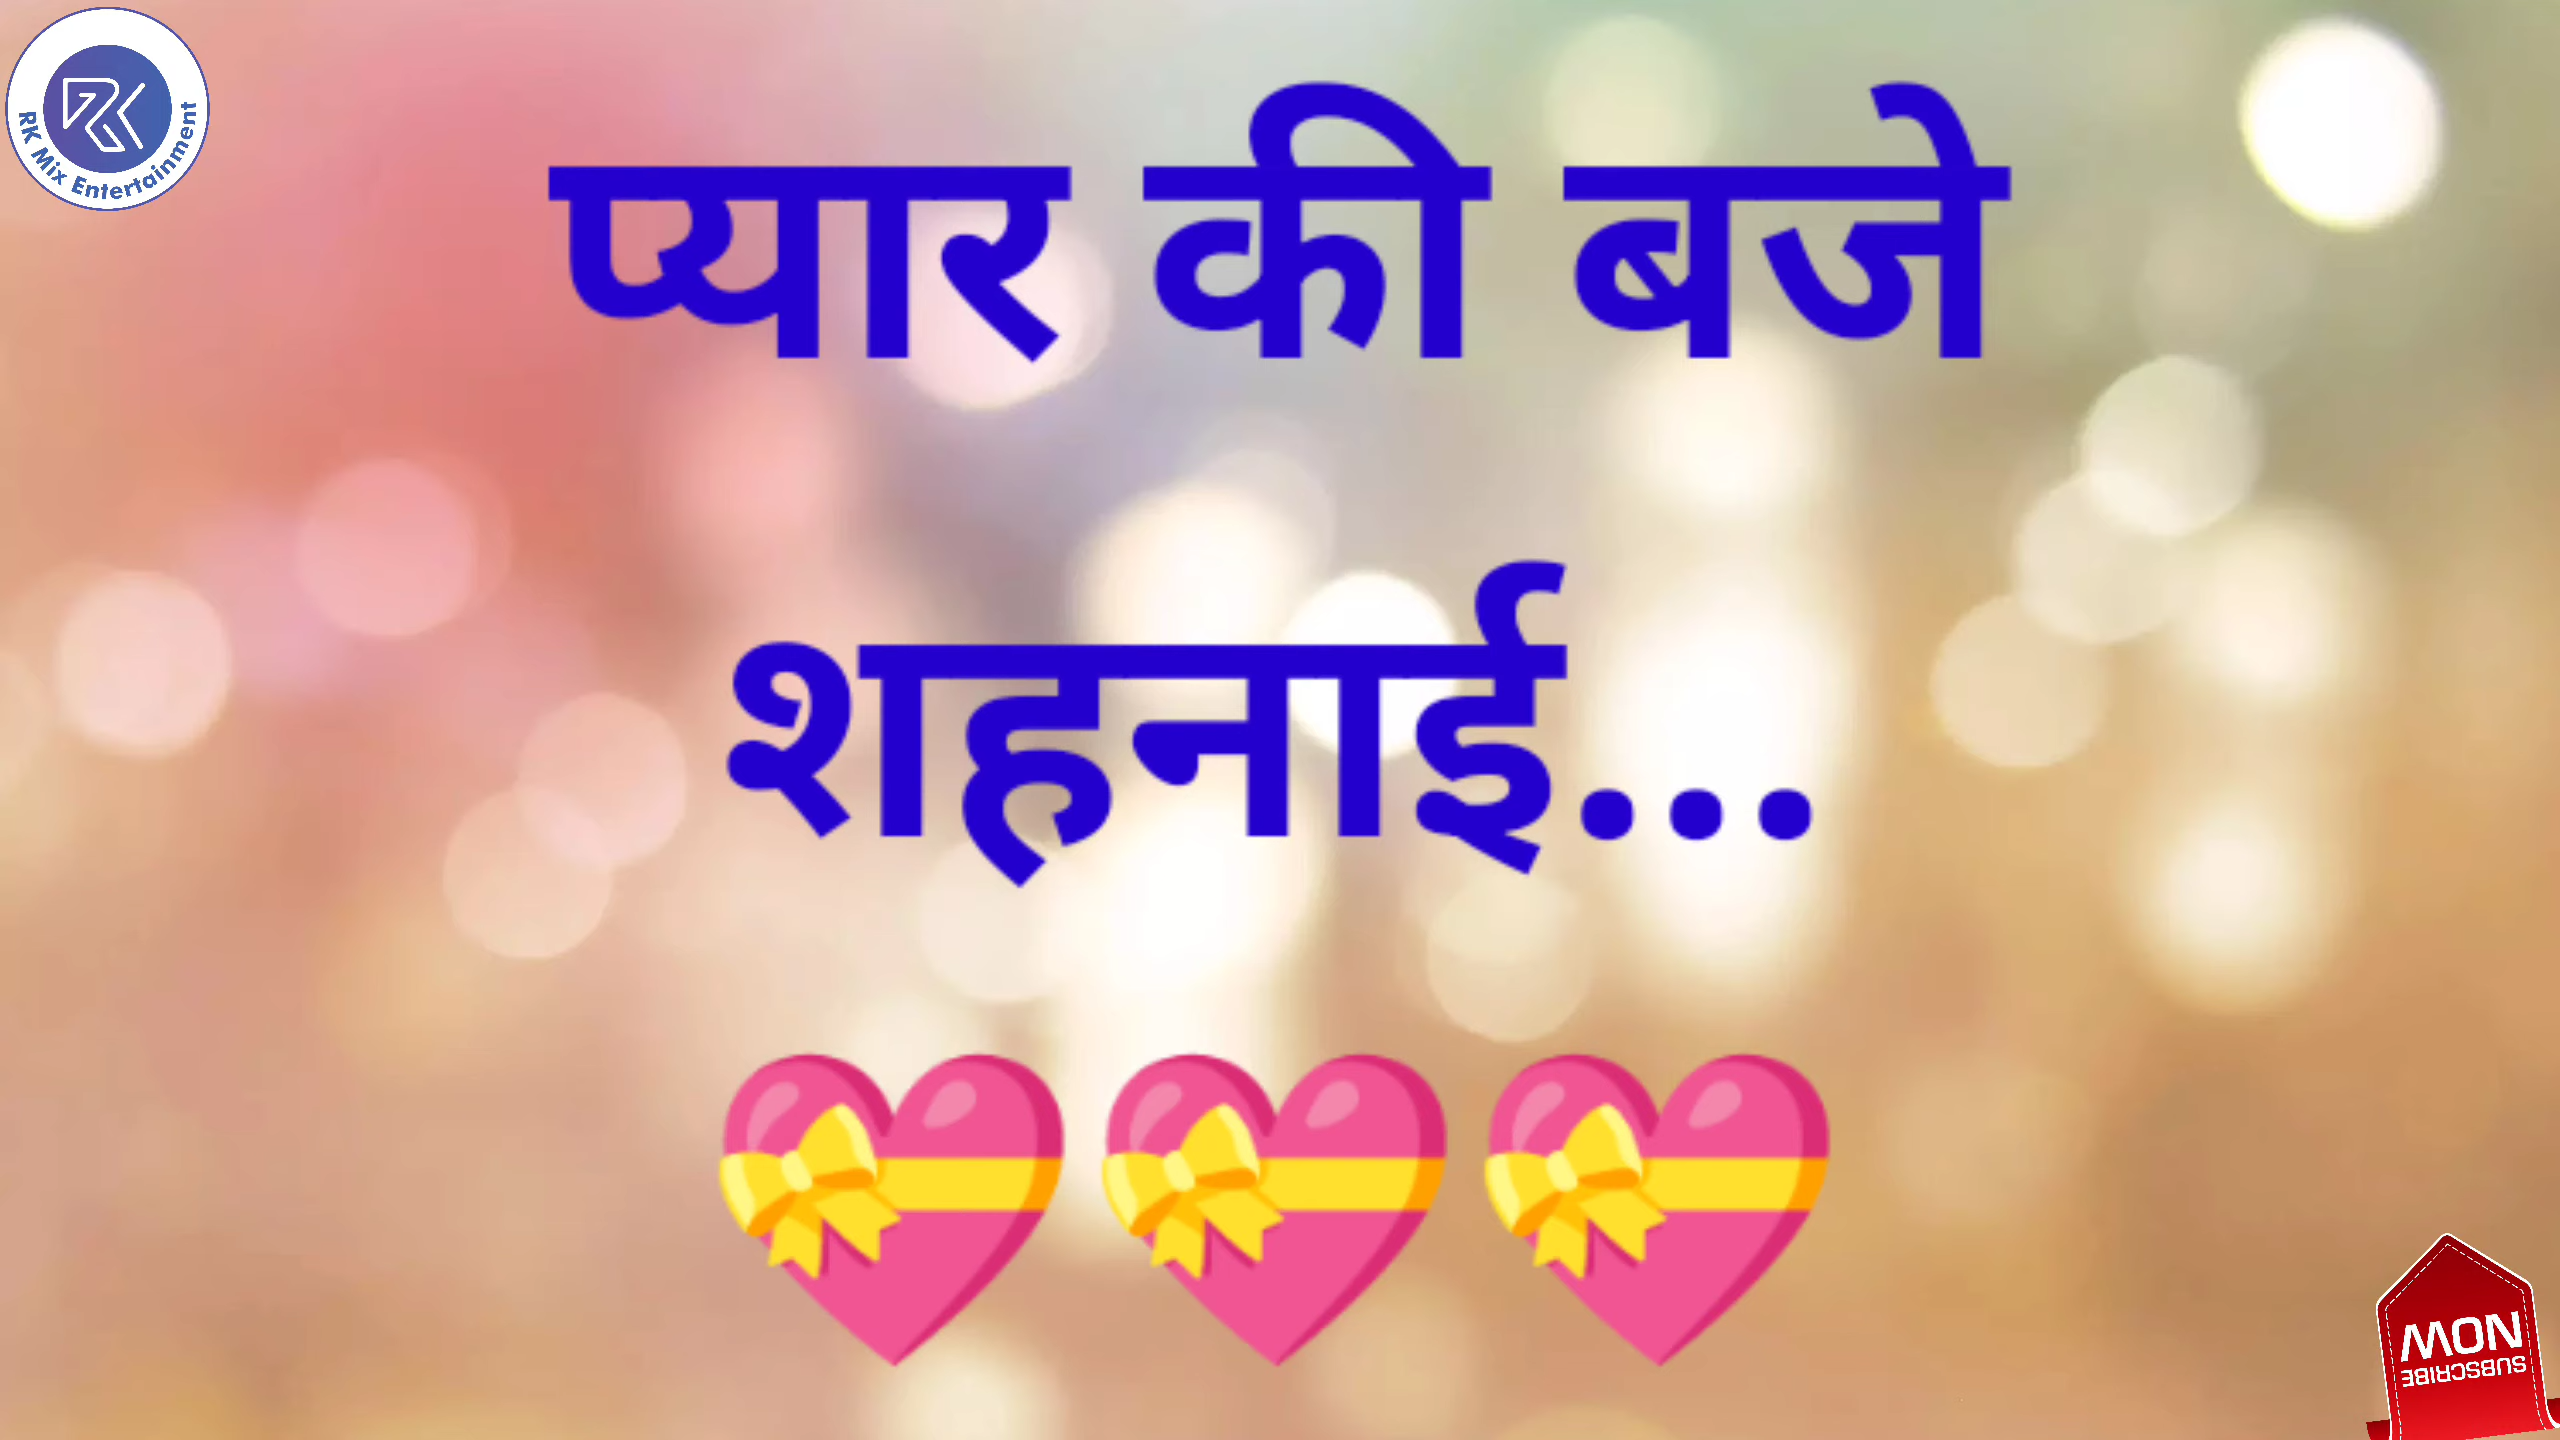 RK Mix Entertainment
प्यार की बजे
शहनाई...
💝💝💝
SUBSCRIBE
NOW